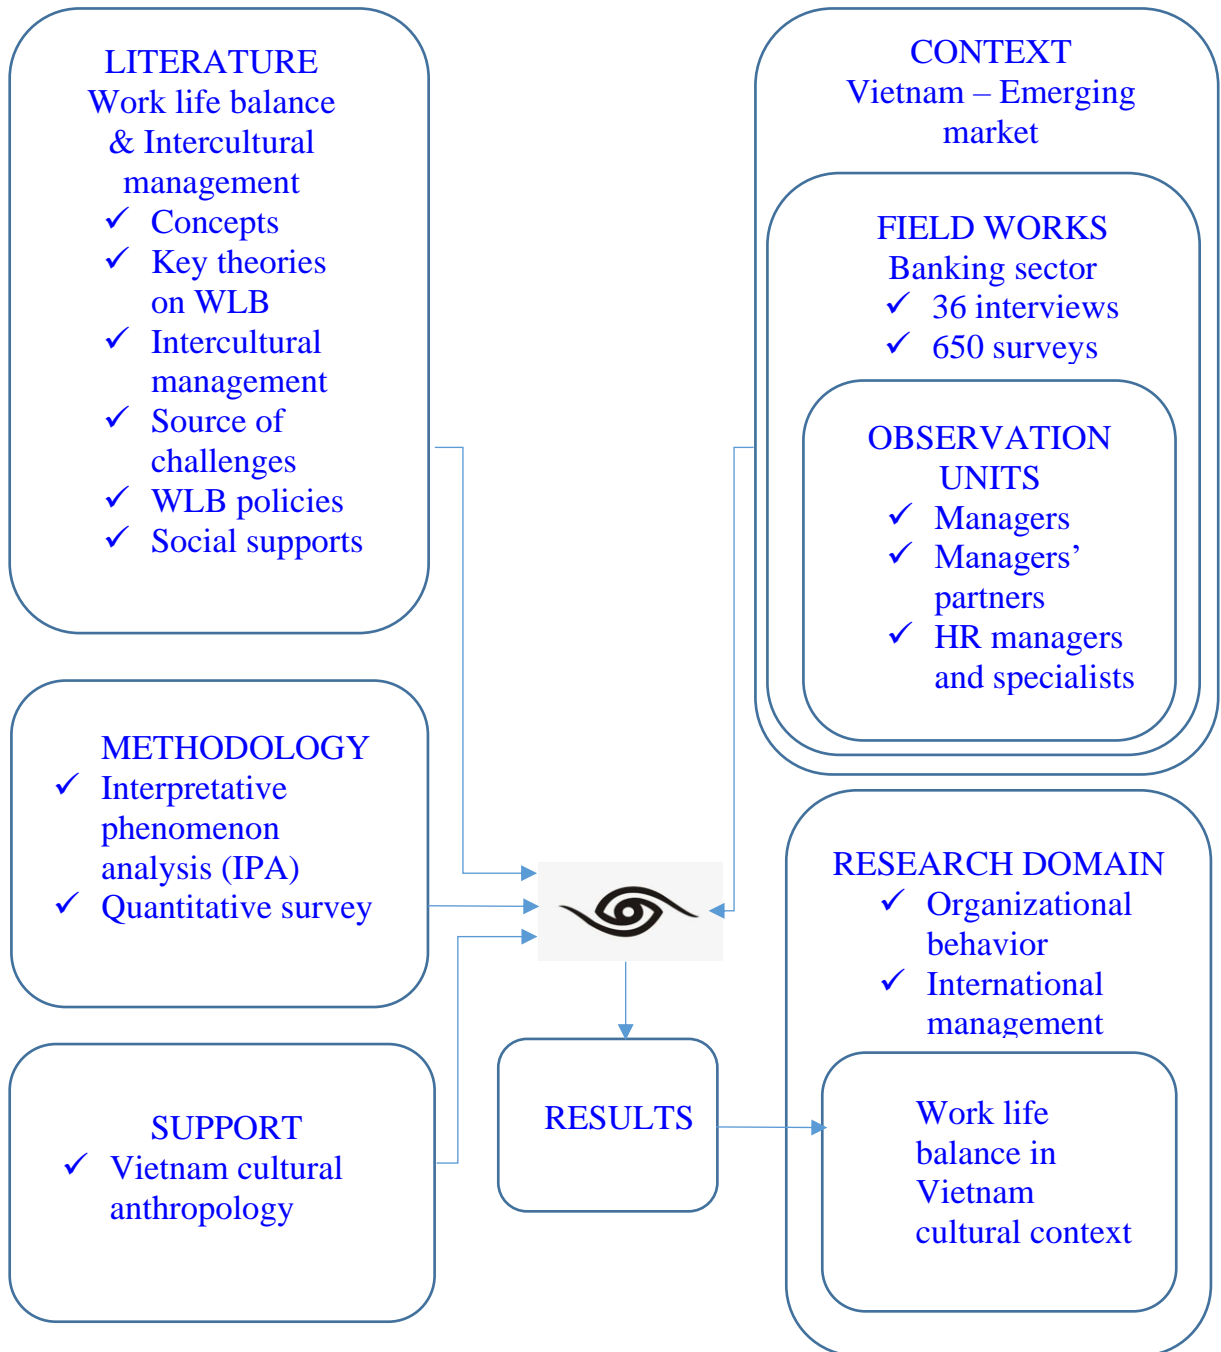 LITERATURE
Work life balance
& Intercultural
management
✓ Concepts
✓ Key theories
on WLB
✓ Intercultural
management
✓ Source of
challenges
✓ WLB policies
✓ Social supports
METHODOLOGY
✓ Interpretative
phenomenon
analysis (IPA)
✓ Quantitative survey
SUPPORT
✓ Vietnam cultural
anthropology
CONTEXT
Vietnam – Emerging
market
FIELD WORKS
Banking sector
✓ 36 interviews
✓ 650 surveys
OBSERVATION
UNITS
✓ Managers
✓ Managers’
partners
✓ HR managers
and specialists
RESULTS
RESEARCH DOMAIN
✓ Organizational
behavior
✓ International
management
Work life
balance in
Vietnam
cultural context